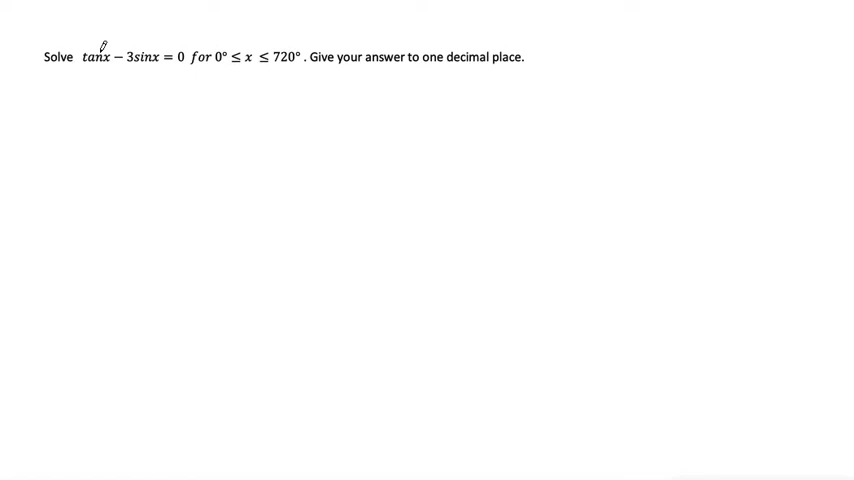 Solve tanx − 3sinx = 0 for 0° ≤ x ≤ 720° . Give your answer to one decimal place.